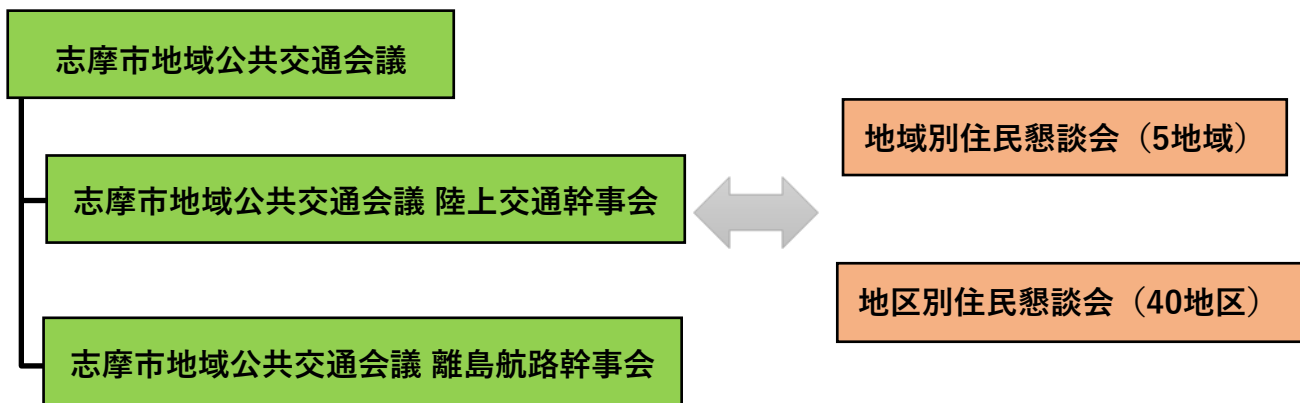 志摩市地域公共交通会議
志摩市地域公共交通会議 陸上交通幹事会
志摩市地域公共交通会議 離島航路幹事会
地域別住民懇談会（5地域）
地区別住民懇談会（40地区）